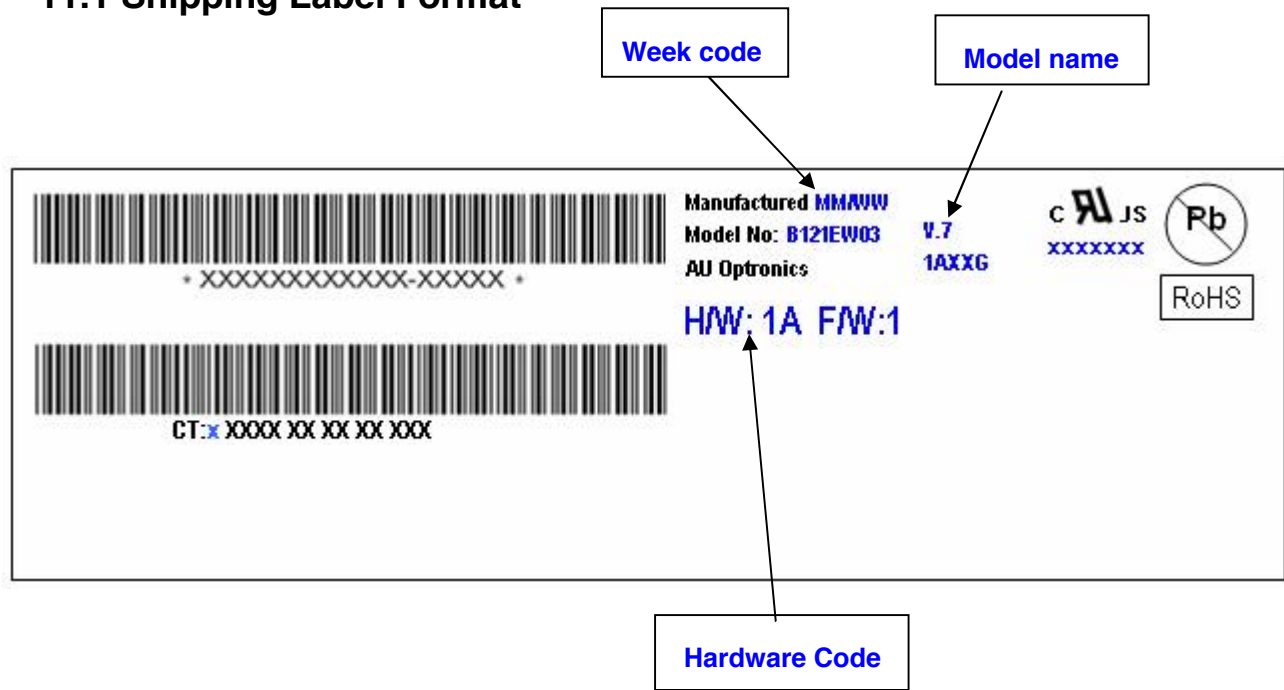 11.1 Shipping Label Format
Week code
Model name
Manufactured MM/WW
Model No: B121EW03 V.7
AU Optronics 1AXXG
C RU US
XXXXXXX
Pb
RoHS
* XXXXXXXXXXXX-XXXXX *
H/W: 1A F/W:1
CT:x XXXX XX XX XX XXX
Hardware Code